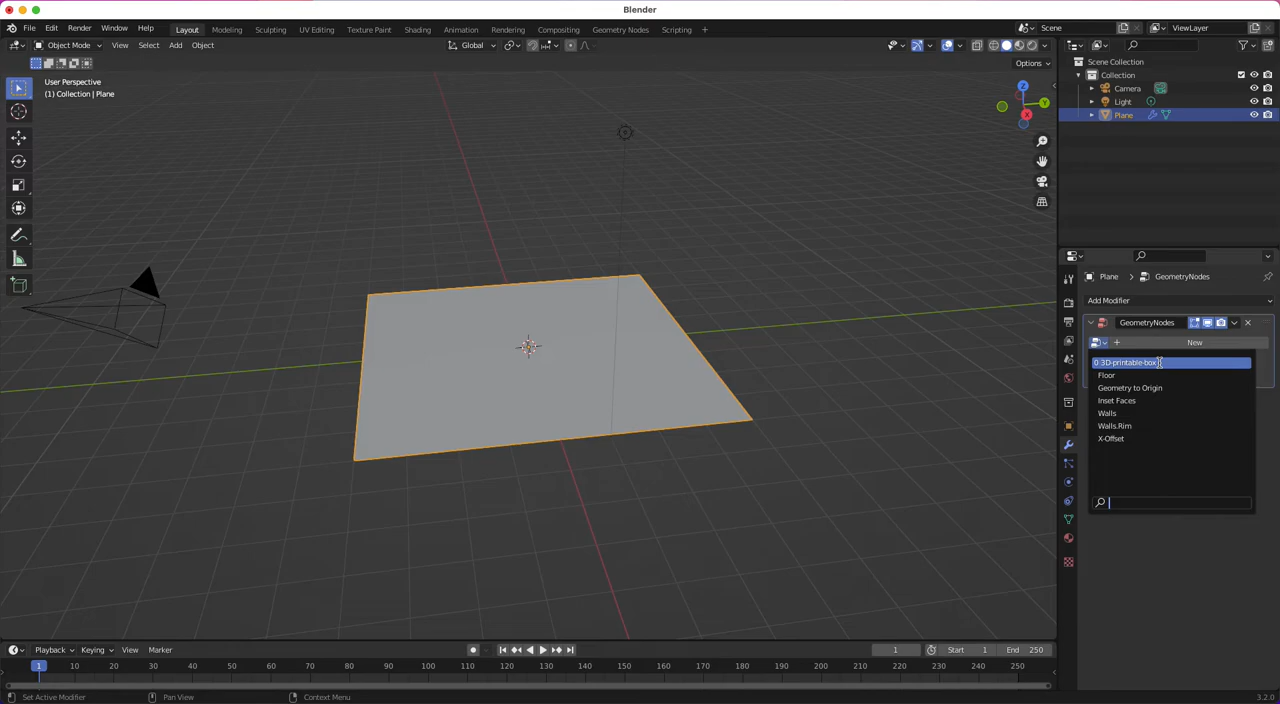 Blender
File Edit Render Window Help Layout Modeling Sculpting UV Editing Texture Paint Shading Animation Rendering Compositing Geometry Nodes Scripting + Scene ViewLayer
Object Mode View Select Add Object Global
Options
User Perspective
(1) Collection | Plane
Z
Y
X
Scene Collection
Collection
Camera
Light
Plane
Plane > GeometryNodes
Add Modifier
GeometryNodes
New
0 3D-printable-box
Floor
Geometry to Origin
Inset Faces
Walls
Walls.Rim
X-Offset
Playback Keying View Marker 1 Start 1 End 250
1 10 20 30 40 50 60 70 80 90 100 110 120 130 140 150 160 170 180 190 200 210 220 230 240 250
Set Active Modifier Pan View Context Menu 3.2.0